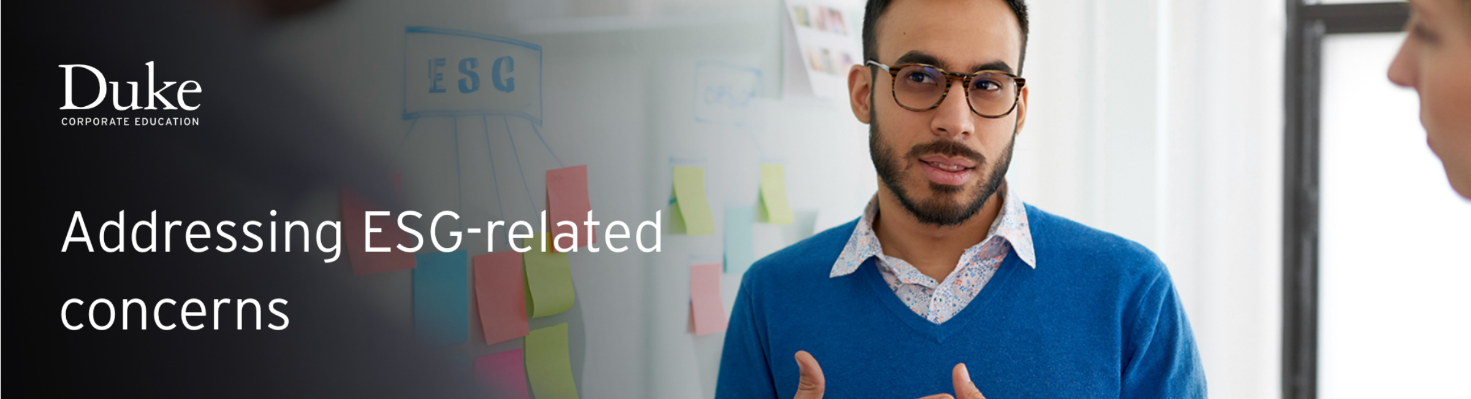 Duke
CORPORATE EDUCATION
ESG
Addressing ESG-related
concerns